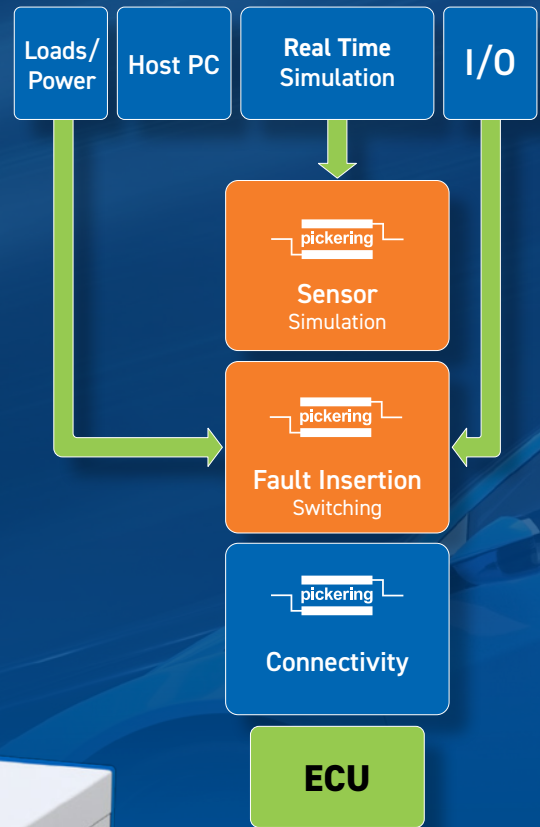 Loads/
Power
Host PC
Real Time
Simulation
I/O
pickering
Sensor
Simulation
pickering
Fault Insertion
Switching
pickering
Connectivity
ECU